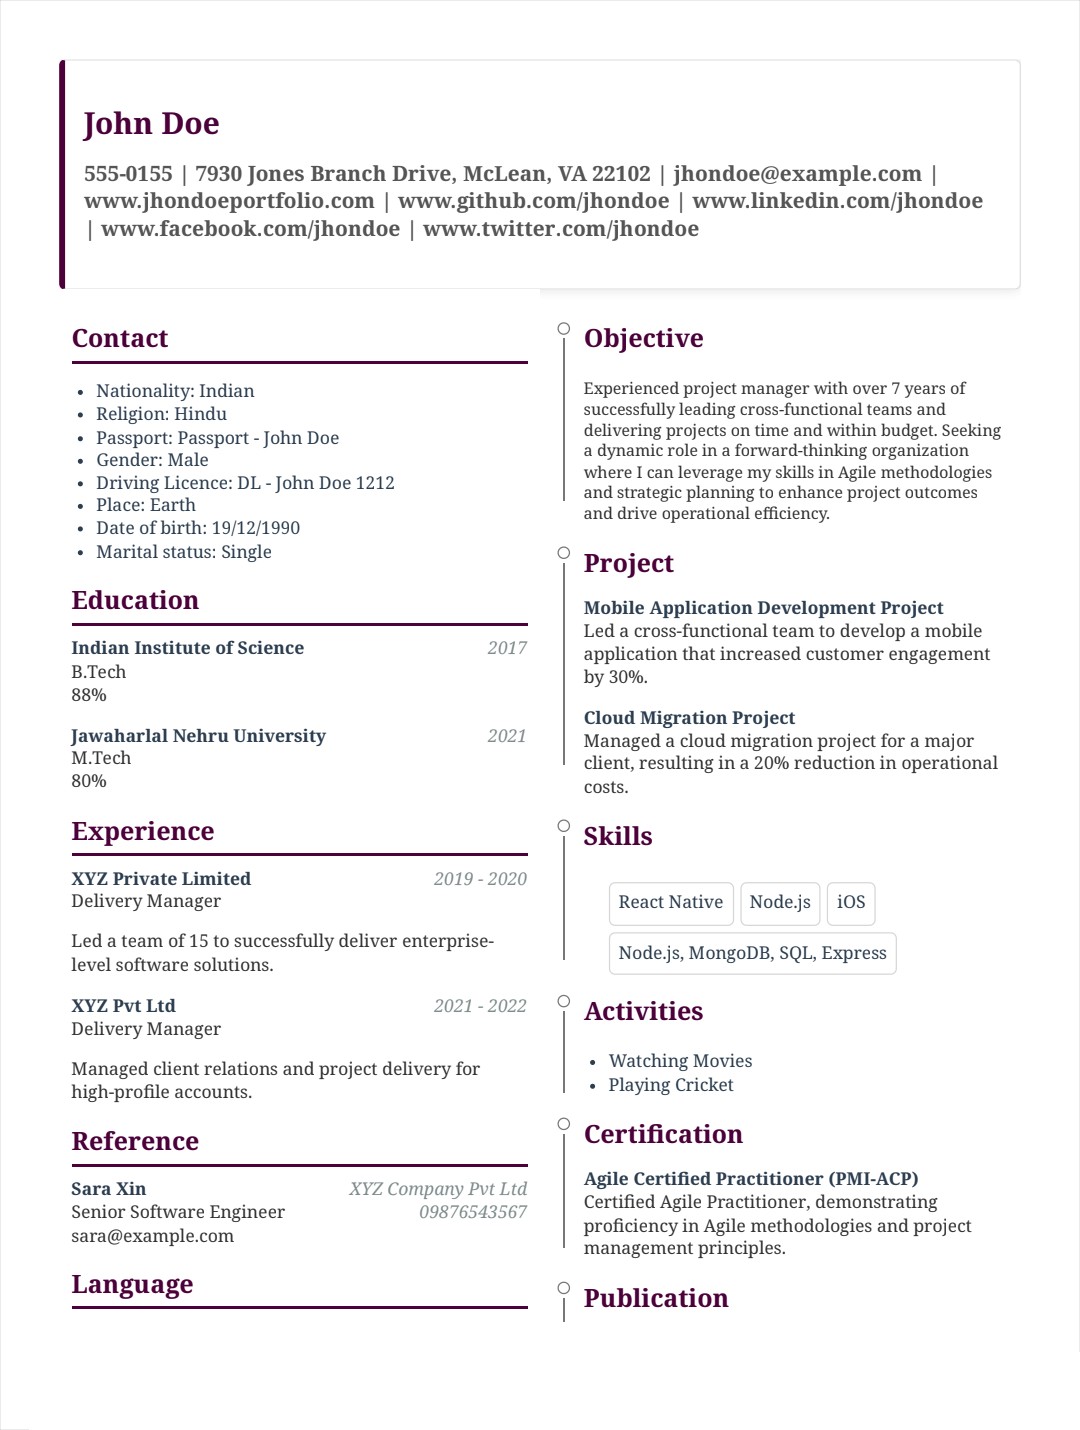 John Doe
555-0155 | 7930 Jones Branch Drive, McLean, VA 22102 | jhondoe@example.com |
www.jhondoeportfolio.com | www.github.com/jhondoe | www.linkedin.com/jhondoe
| www.facebook.com/jhondoe | www.twitter.com/jhondoe
Contact
Nationality: Indian
Religion: Hindu
Passport: Passport - John Doe
Gender: Male
Driving Licence: DL - John Doe 1212
Place: Earth
Date of birth: 19/12/1990
Marital status: Single
Education
Indian Institute of Science 2017
B.Tech
88%
Jawaharlal Nehru University 2021
M.Tech
80%
Experience
XYZ Private Limited 2019 - 2020
Delivery Manager
Led a team of 15 to successfully deliver enterprise-
level software solutions.
XYZ Pvt Ltd 2021 - 2022
Delivery Manager
Managed client relations and project delivery for
high-profile accounts.
Reference
Sara Xin XYZ Company Pvt Ltd
Senior Software Engineer 09876543567
sara@example.com
Language
Objective
Experienced project manager with over 7 years of
successfully leading cross-functional teams and
delivering projects on time and within budget. Seeking
a dynamic role in a forward-thinking organization
where I can leverage my skills in Agile methodologies
and strategic planning to enhance project outcomes
and drive operational efficiency.
Project
Mobile Application Development Project
Led a cross-functional team to develop a mobile
application that increased customer engagement
by 30%.
Cloud Migration Project
Managed a cloud migration project for a major
client, resulting in a 20% reduction in operational
costs.
Skills
React Native Node.js iOS
Node.js, MongoDB, SQL, Express
Activities
Watching Movies
Playing Cricket
Certification
Agile Certified Practitioner (PMI-ACP)
Certified Agile Practitioner, demonstrating
proficiency in Agile methodologies and project
management principles.
Publication